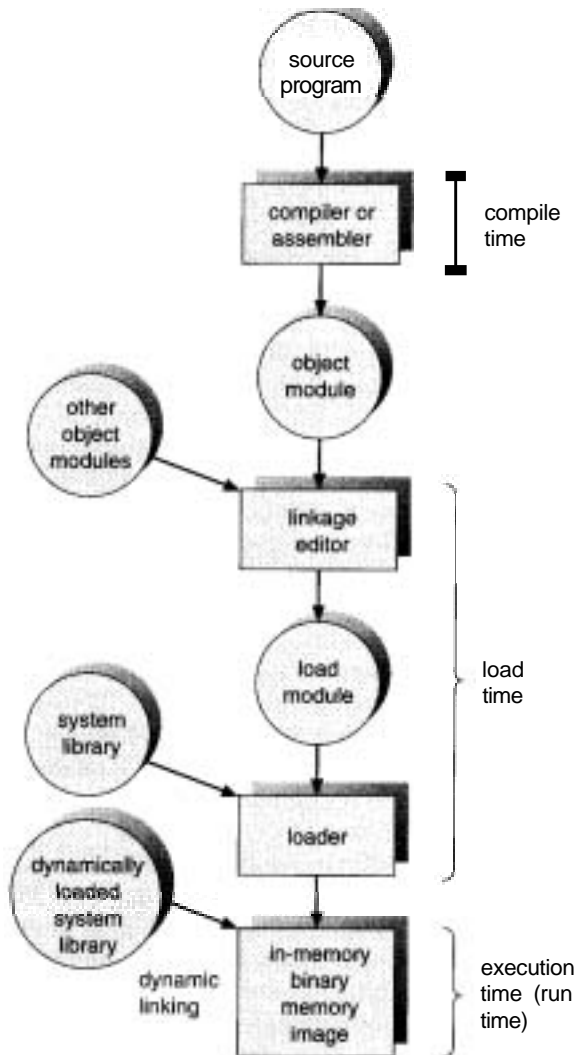 source
program
compiler or
assembler
compile
time
object
module
other
object
modules
linkage
editor
load
module
load
time
system
library
loader
dynamically
loaded
system
library
dynamic
linking
in-memory
binary
memory
image
execution
time (run
time)